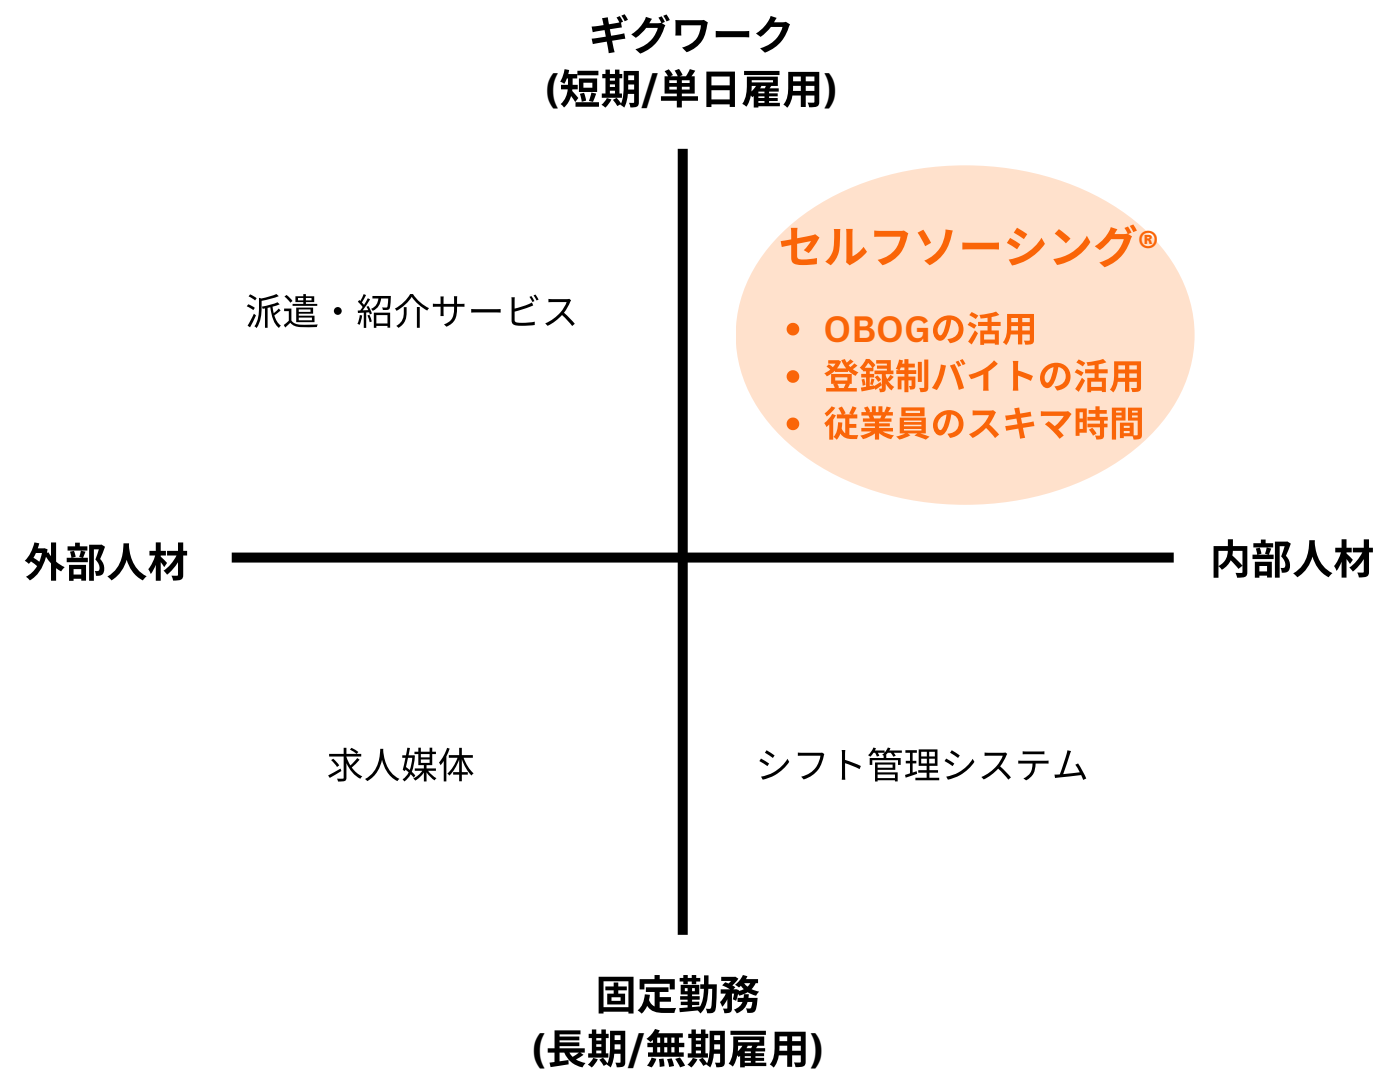 ギグワーク
(短期/単日雇用)
セルフソーシング®
派遣・紹介サービス
• OBOGの活用
• 登録制バイトの活用
• 従業員のスキマ時間
外部人材
内部人材
求人媒体
シフト管理システム
固定勤務
(長期/無期雇用)